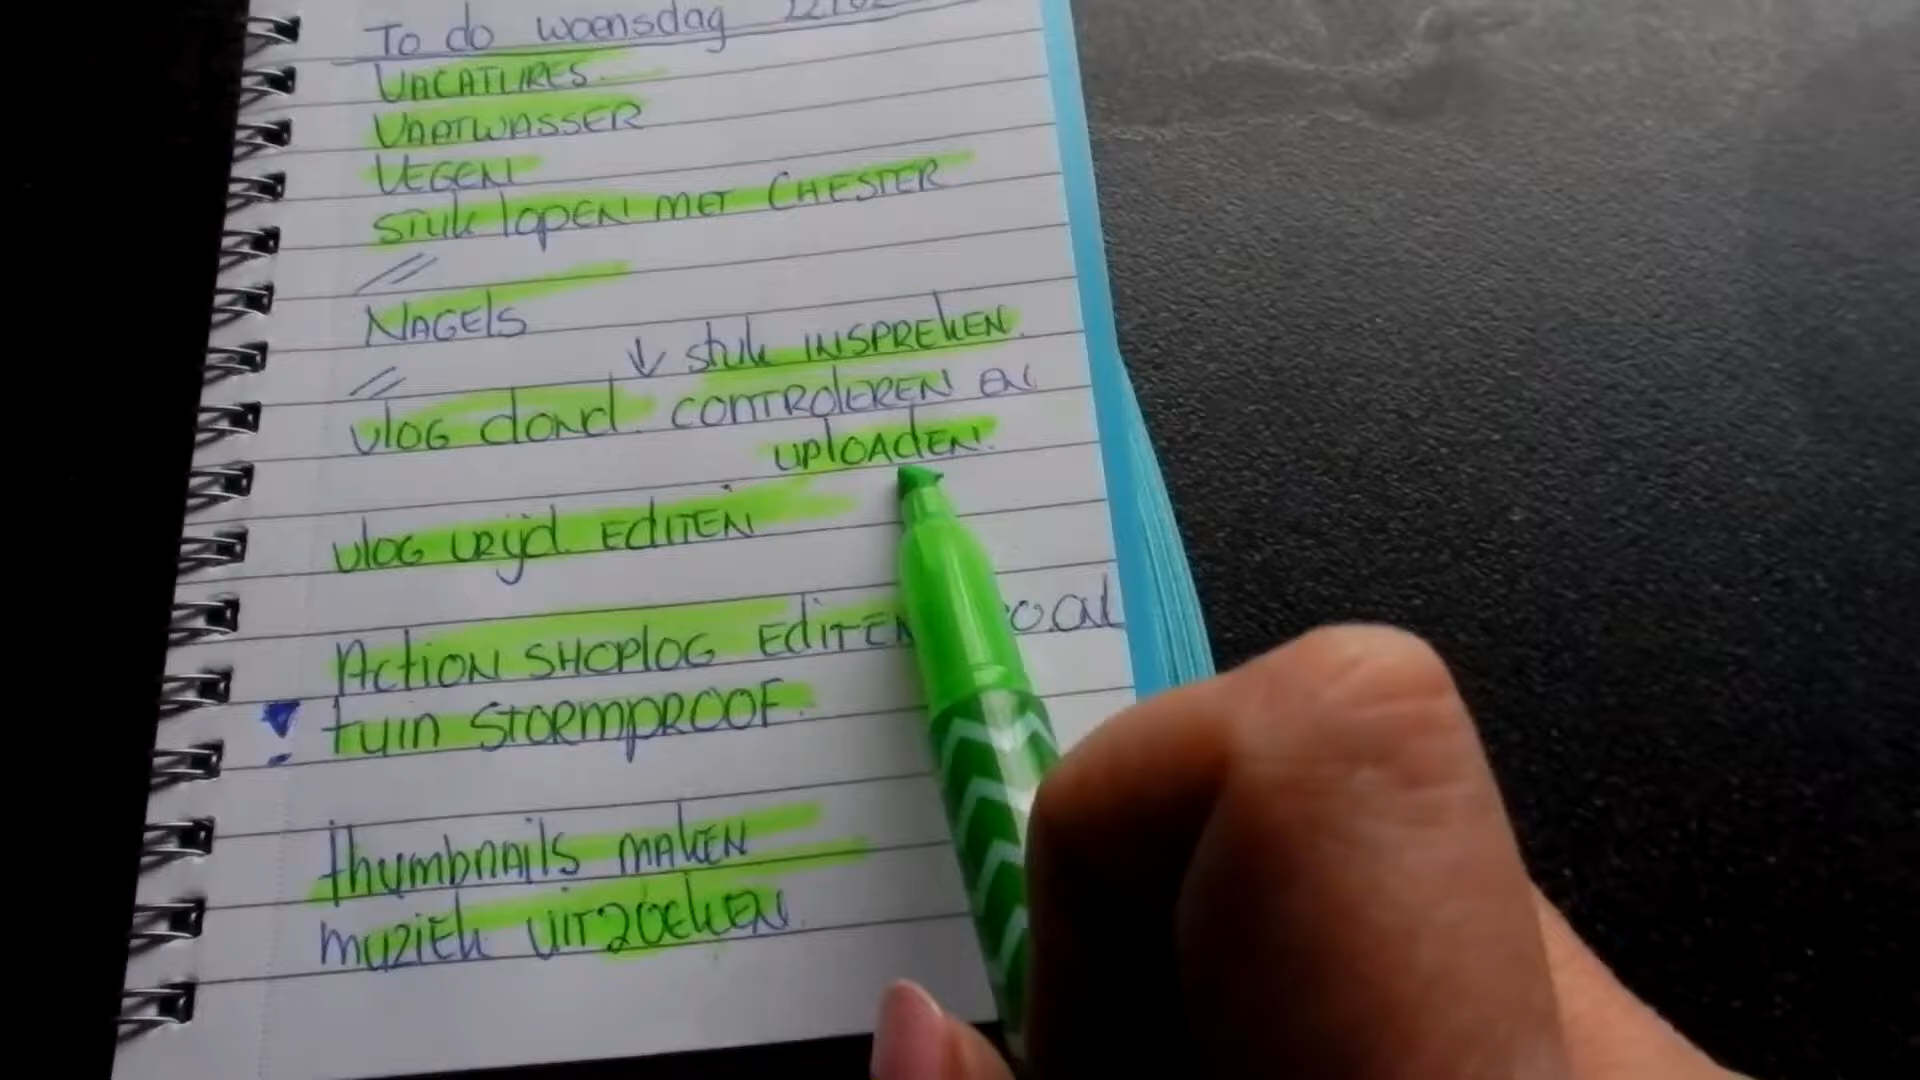 To do woensdag
VACATURES.
VAATWASSER
VEGEN
stuk lopen met CHESTER
//
NAGELS
↓ stuk INSPREKEN.
//
vlog dond. CONTROLEREN EN
uploaden.
vlog vrijd. EDITEN
Action SHOPLOG EDITEN
! tuin STORMPROOF.
thumbnails maken
muziek uitzoeken.